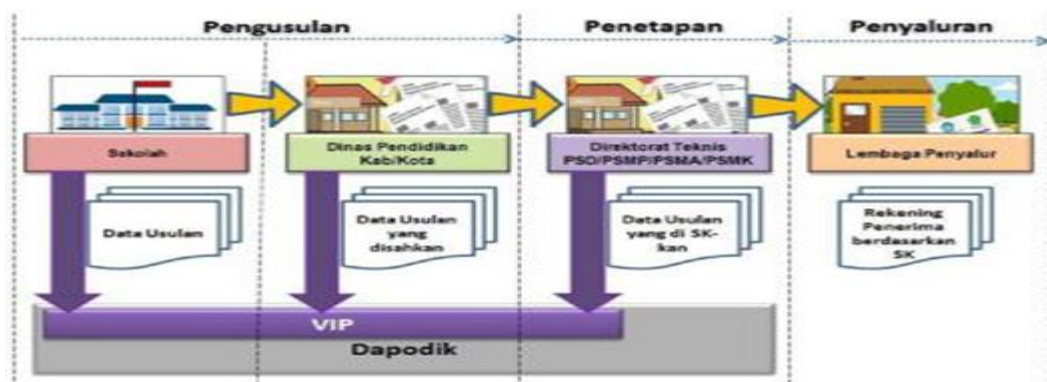 Pengusulan
Penetapan
Penyaluran
Sekolah
Dinas Pendidikan
Kab/Kota
Direktorat Teknis
PSD/PSMP/PSMA/PSMK
Lembaga Penyalur
Data Usulan
Data Usulan
yang
disahkan
Data Usulan
yang di SK-
kan
Rekening
Penerima
berdasarkan
SK
VIP
Dapodik